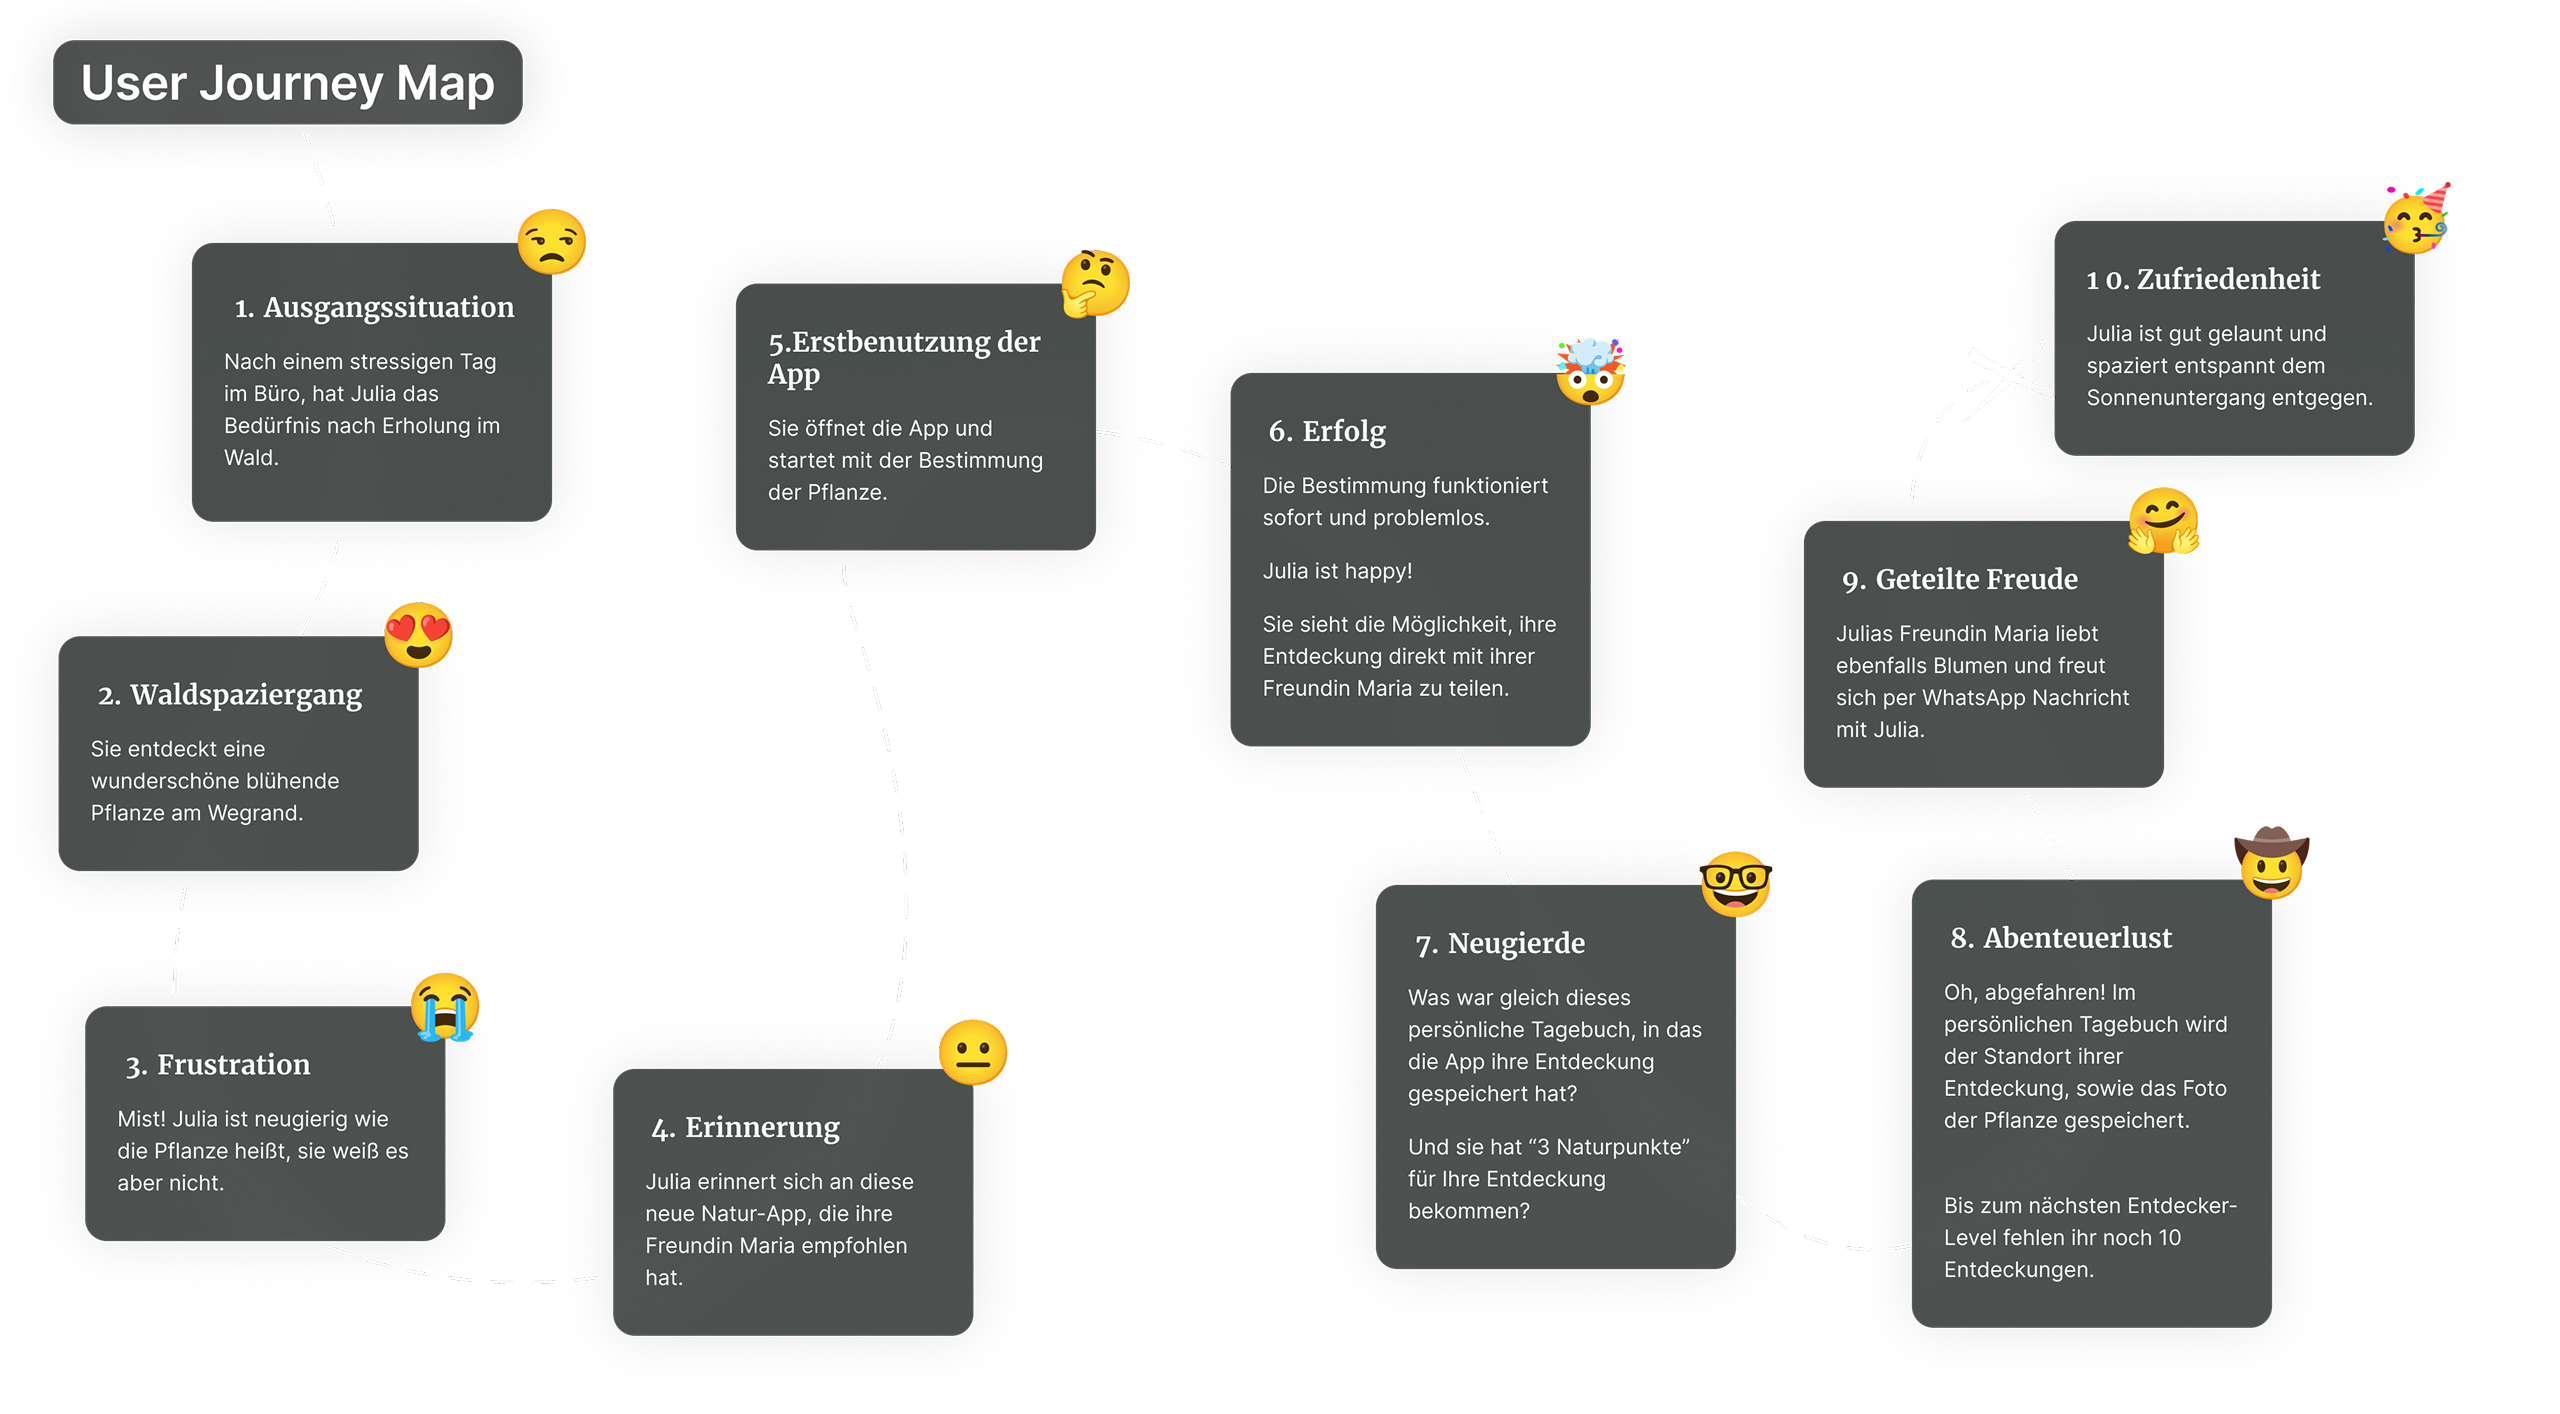 User Journey Map
1. Ausgangssituation
Nach einem stressigen Tag
im Büro, hat Julia das
Bedürfnis nach Erholung im
Wald.
2. Waldspaziergang
Sie entdeckt eine
wunderschöne blühende
Pflanze am Wegrand.
3. Frustration
Mist! Julia ist neugierig wie
die Pflanze heißt, sie weiß es
aber nicht.
4. Erinnerung
Julia erinnert sich an diese
neue Natur-App, die ihre
Freundin Maria empfohlen
hat.
5.Erstbenutzung der
App
Sie öffnet die App und
startet mit der Bestimmung
der Pflanze.
6. Erfolg
Die Bestimmung funktioniert
sofort und problemlos.
Julia ist happy!
Sie sieht die Möglichkeit, ihre
Entdeckung direkt mit ihrer
Freundin Maria zu teilen.
7. Neugierde
Was war gleich dieses
persönliche Tagebuch, in das
die App ihre Entdeckung
gespeichert hat?
Und sie hat “3 Naturpunkte”
für Ihre Entdeckung
bekommen?
8. Abenteuerlust
Oh, abgefahren! Im
persönlichen Tagebuch wird
der Standort ihrer
Entdeckung, sowie das Foto
der Pflanze gespeichert.
Bis zum nächsten Entdecker-
Level fehlen ihr noch 10
Entdeckungen.
9. Geteilte Freude
Julias Freundin Maria liebt
ebenfalls Blumen und freut
sich per WhatsApp Nachricht
mit Julia.
1 0. Zufriedenheit
Julia ist gut gelaunt und
spaziert entspannt dem
Sonnenuntergang entgegen.